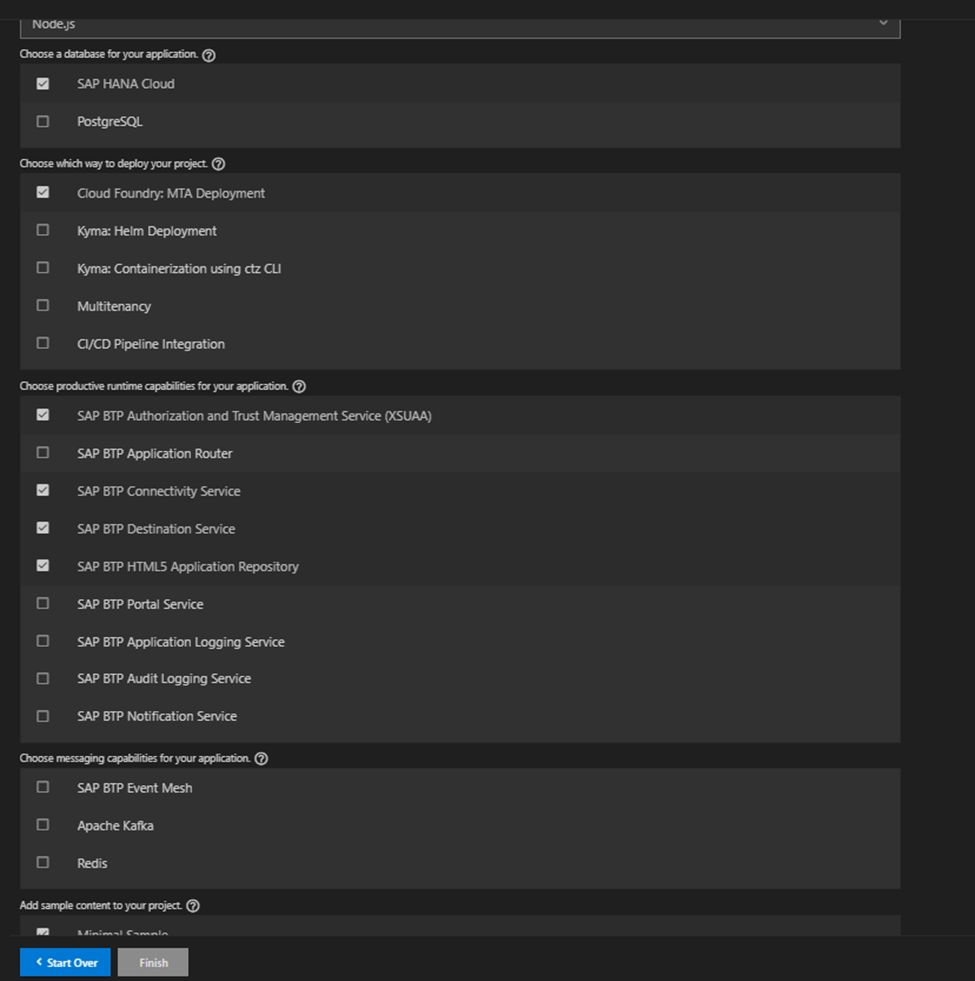 Node.js
Choose a database for your application. ?
SAP HANA Cloud
PostgreSQL
Choose which way to deploy your project. ?
Cloud Foundry: MTA Deployment
Kyma: Helm Deployment
Kyma: Containerization using ctz CLI
Multitenancy
CI/CD Pipeline Integration
Choose productive runtime capabilities for your application. ?
SAP BTP Authorization and Trust Management Service (XSUAA)
SAP BTP Application Router
SAP BTP Connectivity Service
SAP BTP Destination Service
SAP BTP HTML5 Application Repository
SAP BTP Portal Service
SAP BTP Application Logging Service
SAP BTP Audit Logging Service
SAP BTP Notification Service
Choose messaging capabilities for your application. ?
SAP BTP Event Mesh
Apache Kafka
Redis
Add sample content to your project. ?
Minimal Sample
< Start Over
Finish